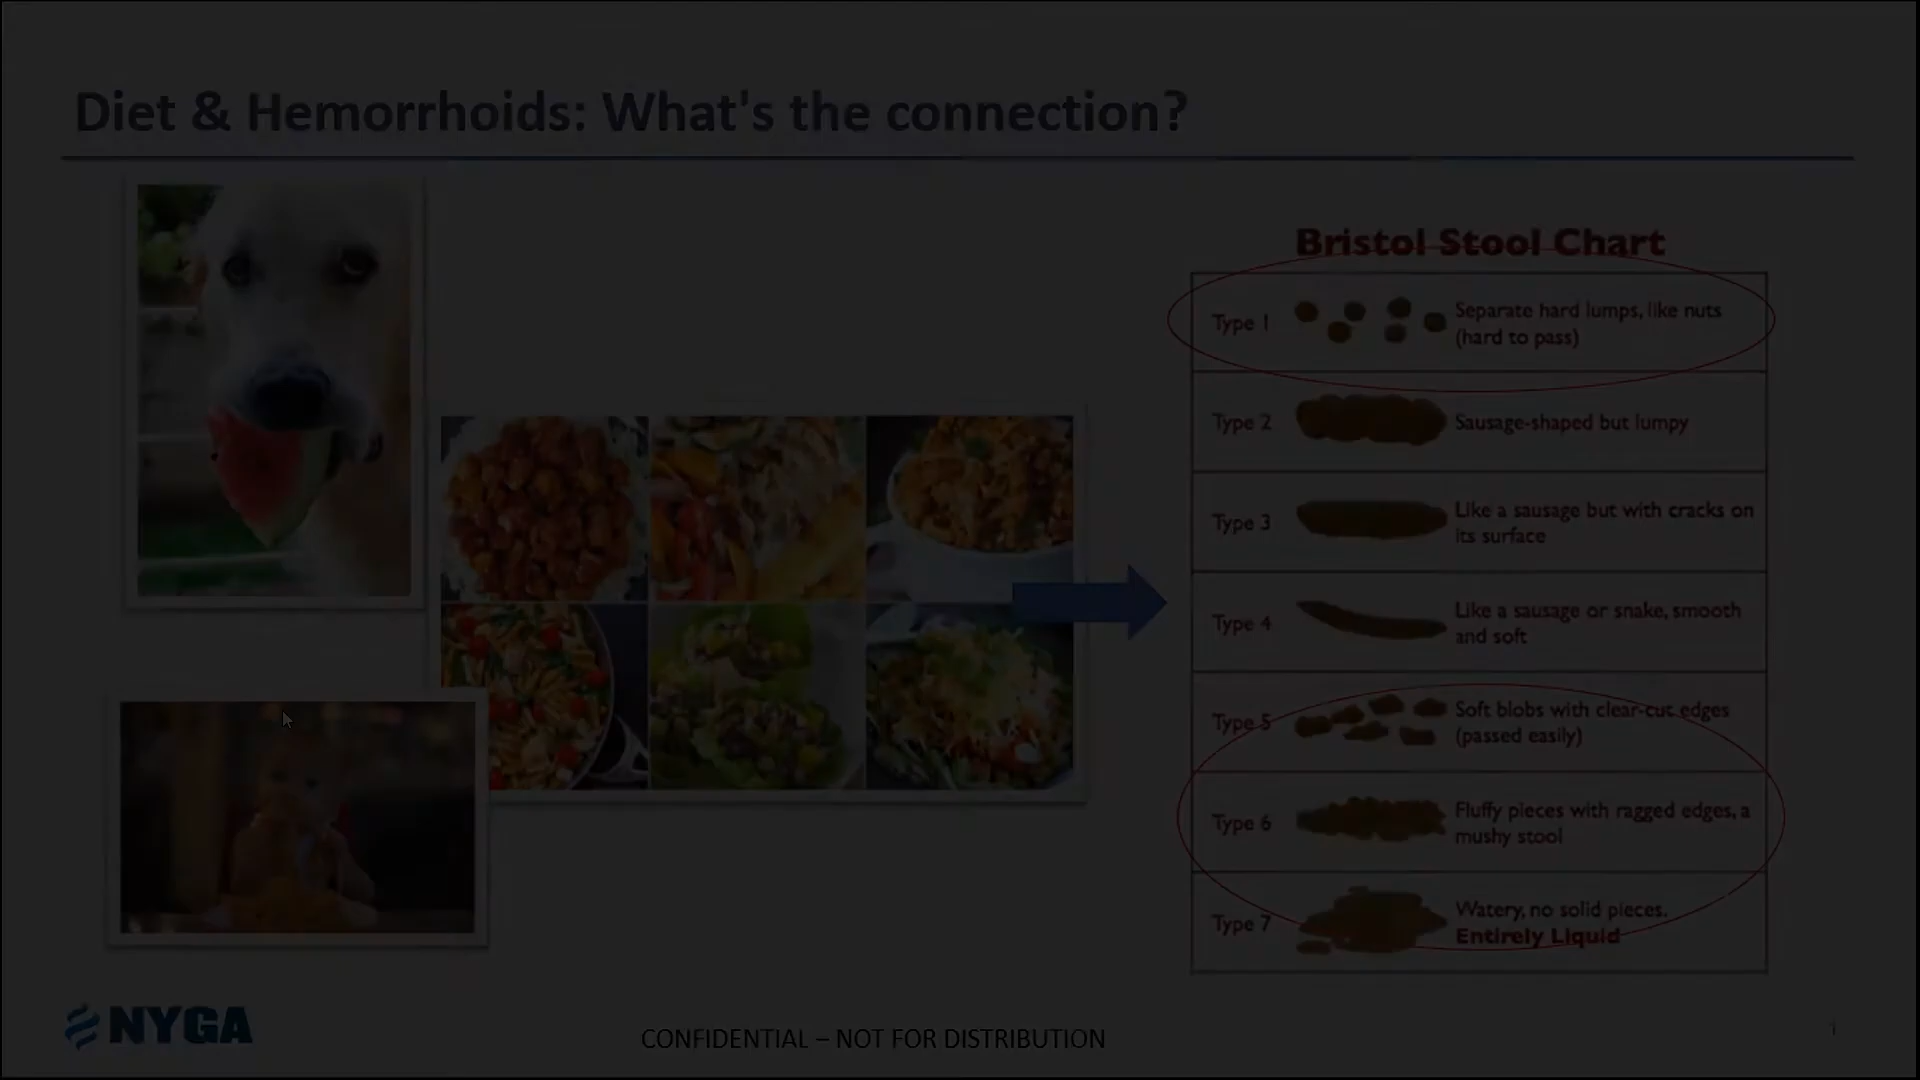 Diet & Hemorrhoids: What's the connection?
Bristol Stool Chart
Type 1
Separate hard lumps, like nuts
(hard to pass)
Type 2
Sausage-shaped but lumpy
Type 3
Like a sausage but with cracks on
its surface
Type 4
Like a sausage or snake, smooth
and soft
Type 5
Soft blobs with clear-cut edges
(passed easily)
Type 6
Fluffy pieces with ragged edges, a
mushy stool
Type 7
Watery, no solid pieces.
Entirely Liquid
NYGA
CONFIDENTIAL – NOT FOR DISTRIBUTION
1